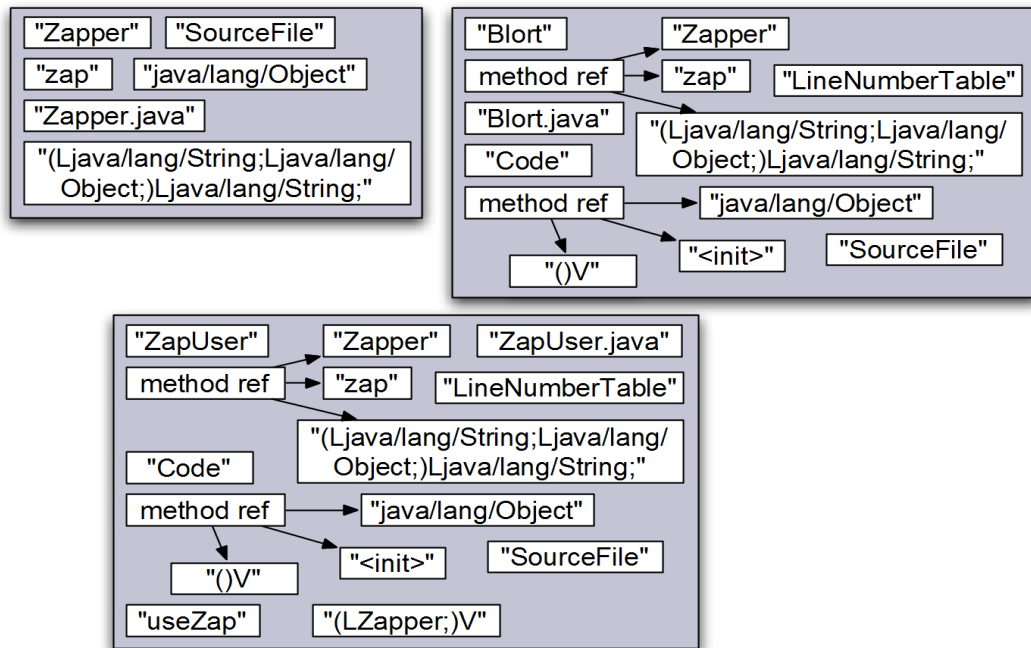 "Zapper"
"SourceFile"
"zap"
"java/lang/Object"
"Zapper.java"
"(Ljava/lang/String;Ljava/lang/
Object;)Ljava/lang/String;"
"Blort"
"Zapper"
method ref
"zap"
"LineNumberTable"
"Blort.java"
"(Ljava/lang/String;Ljava/lang/
Object;)Ljava/lang/String;"
"Code"
method ref
"java/lang/Object"
"<init>"
"SourceFile"
"()V"
"ZapUser"
"Zapper"
"ZapUser.java"
method ref
"zap"
"LineNumberTable"
"(Ljava/lang/String;Ljava/lang/
Object;)Ljava/lang/String;"
"Code"
method ref
"java/lang/Object"
"<init>"
"SourceFile"
"()V"
"useZap"
"(LZapper;)V"